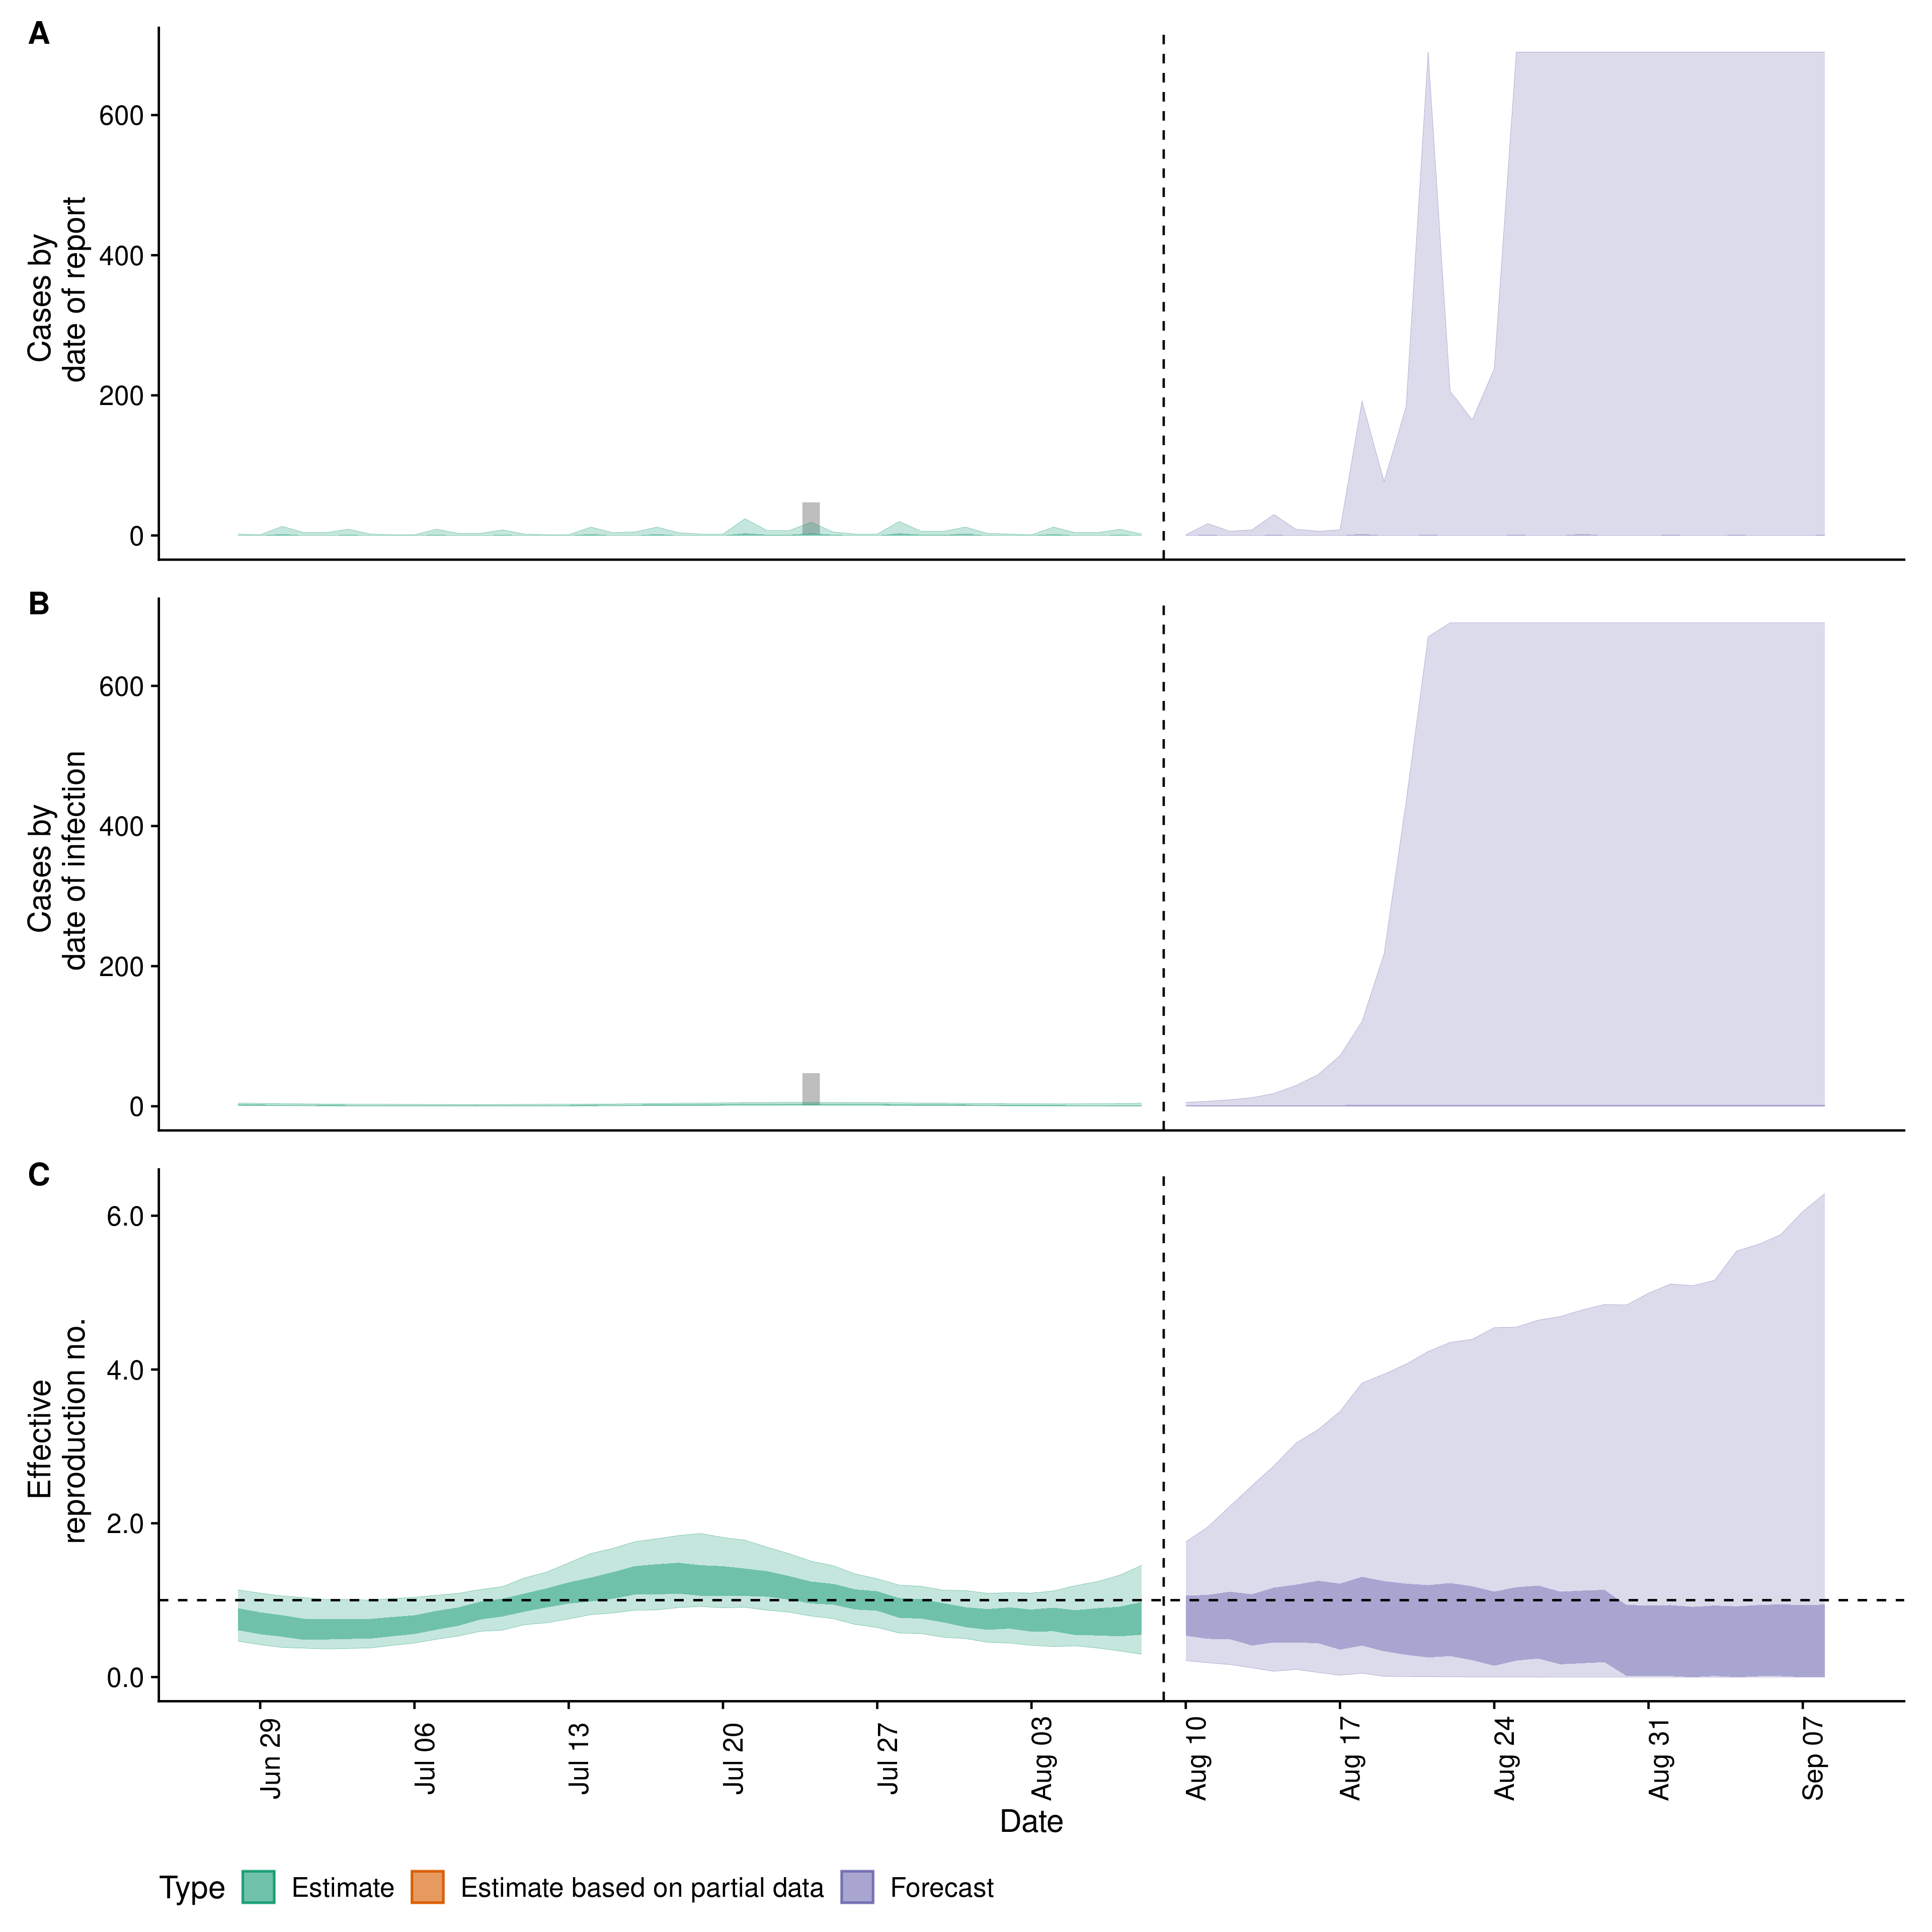 A
Cases by
date of report
600
400
200
0
B
Cases by
date of infection
600
400
200
0
C
Effective
reproduction no.
6.0
4.0
2.0
0.0
Jun 29
Jul 06
Jul 13
Jul 20
Jul 27
Aug 03
Aug 10
Aug 17
Aug 24
Aug 31
Sep 07
Date
Type Estimate Estimate based on partial data Forecast